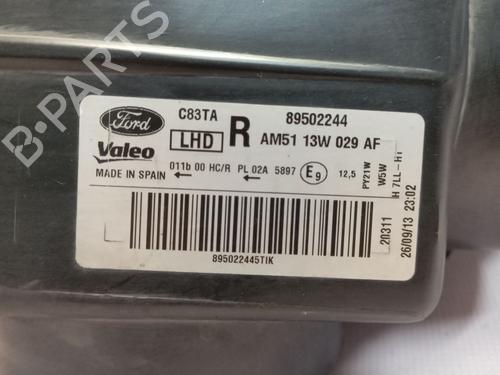 Ford
C83TA
89502244
LHD R
AM51 13W 029 AF
Valeo
MADE IN SPAIN
011b 00 HC/R PL 02A 5897 E9 12,5
PY21W
W5W
H 7LL-H1
20311
26/09/13 23:02
895022445TIK
B-PARTS